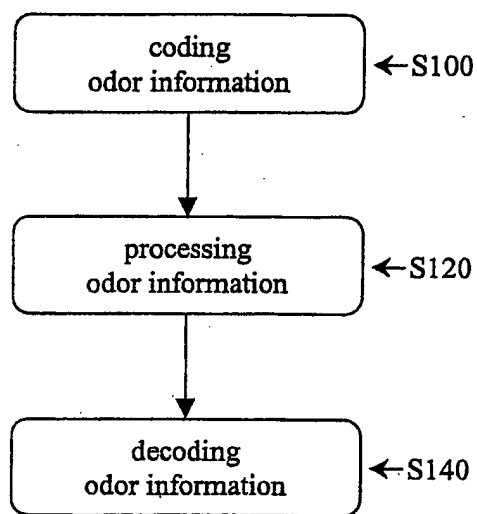 coding
odor information
←S100
processing
odor information
←S120
decoding
odor information
←S140